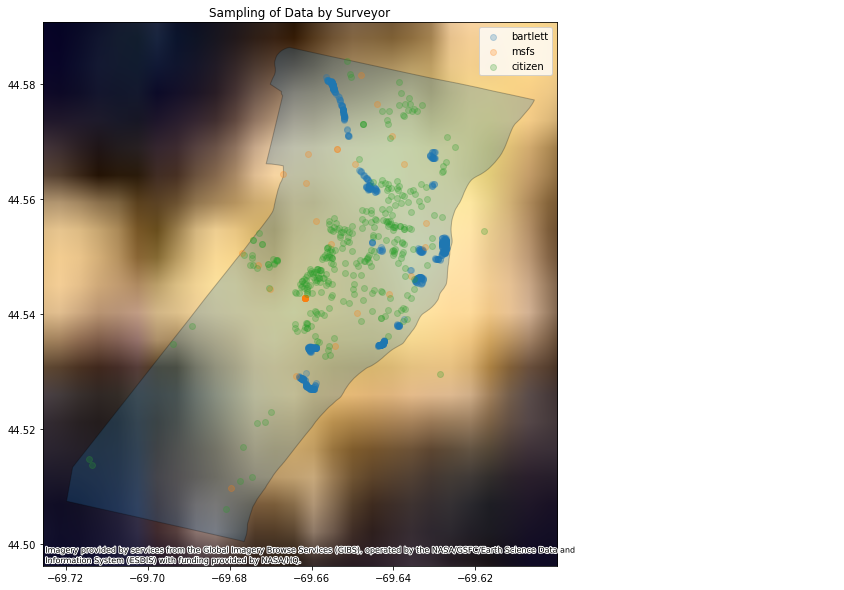 Sampling of Data by Surveyor
bartlett
msfs
citizen
44.58
44.56
44.54
44.52
44.50
−69.72
−69.70
−69.68
−69.66
−69.64
−69.62
Imagery provided by services from the Global Imagery Browse Services (GIBS), operated by the NASA/GSFC/Earth Science Data and
Information System (ESDIS) with funding provided by NASA/HQ.